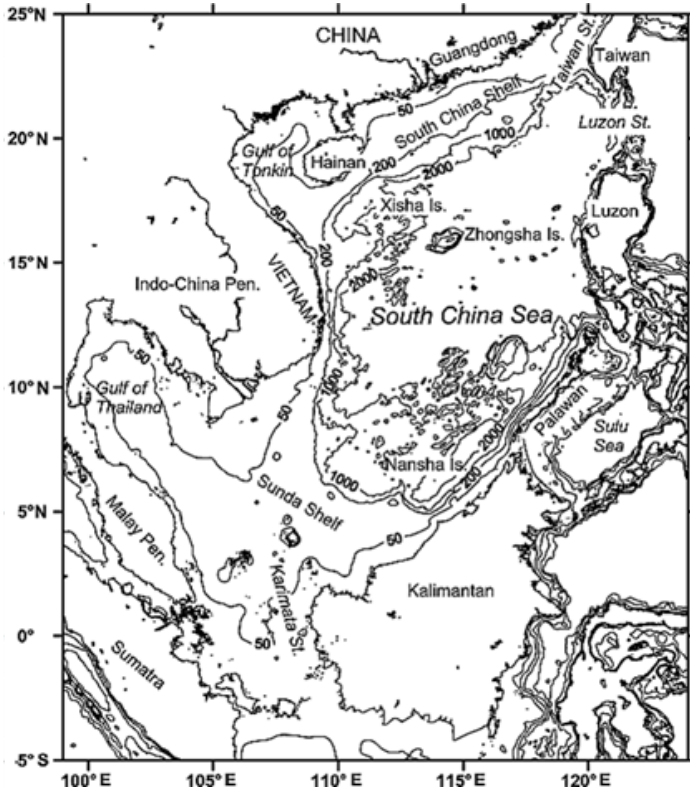 25°N
20°N
15°N
10°N
5°N
0°
-5°S
100°E
105°E
110°E
115°E
120°E
CHINA
Guangdong
Taiwan St.
Taiwan
50
South China Shelf
1000
Luzon St.
Gulf of
Tonkin
Hainan
200
2000
Xisha Is.
Luzon
50
200
Zhongsha Is.
VIETNAM
Indo-China Pen.
2000
South China Sea
50
Gulf of
Thailand
1000
50
Palawan
Sulu
Sea
2000
Nansha Is.
200
1000
Sunda Shelf
Malay Pen.
50
Karimata St.
Kalimantan
50
Sumatra